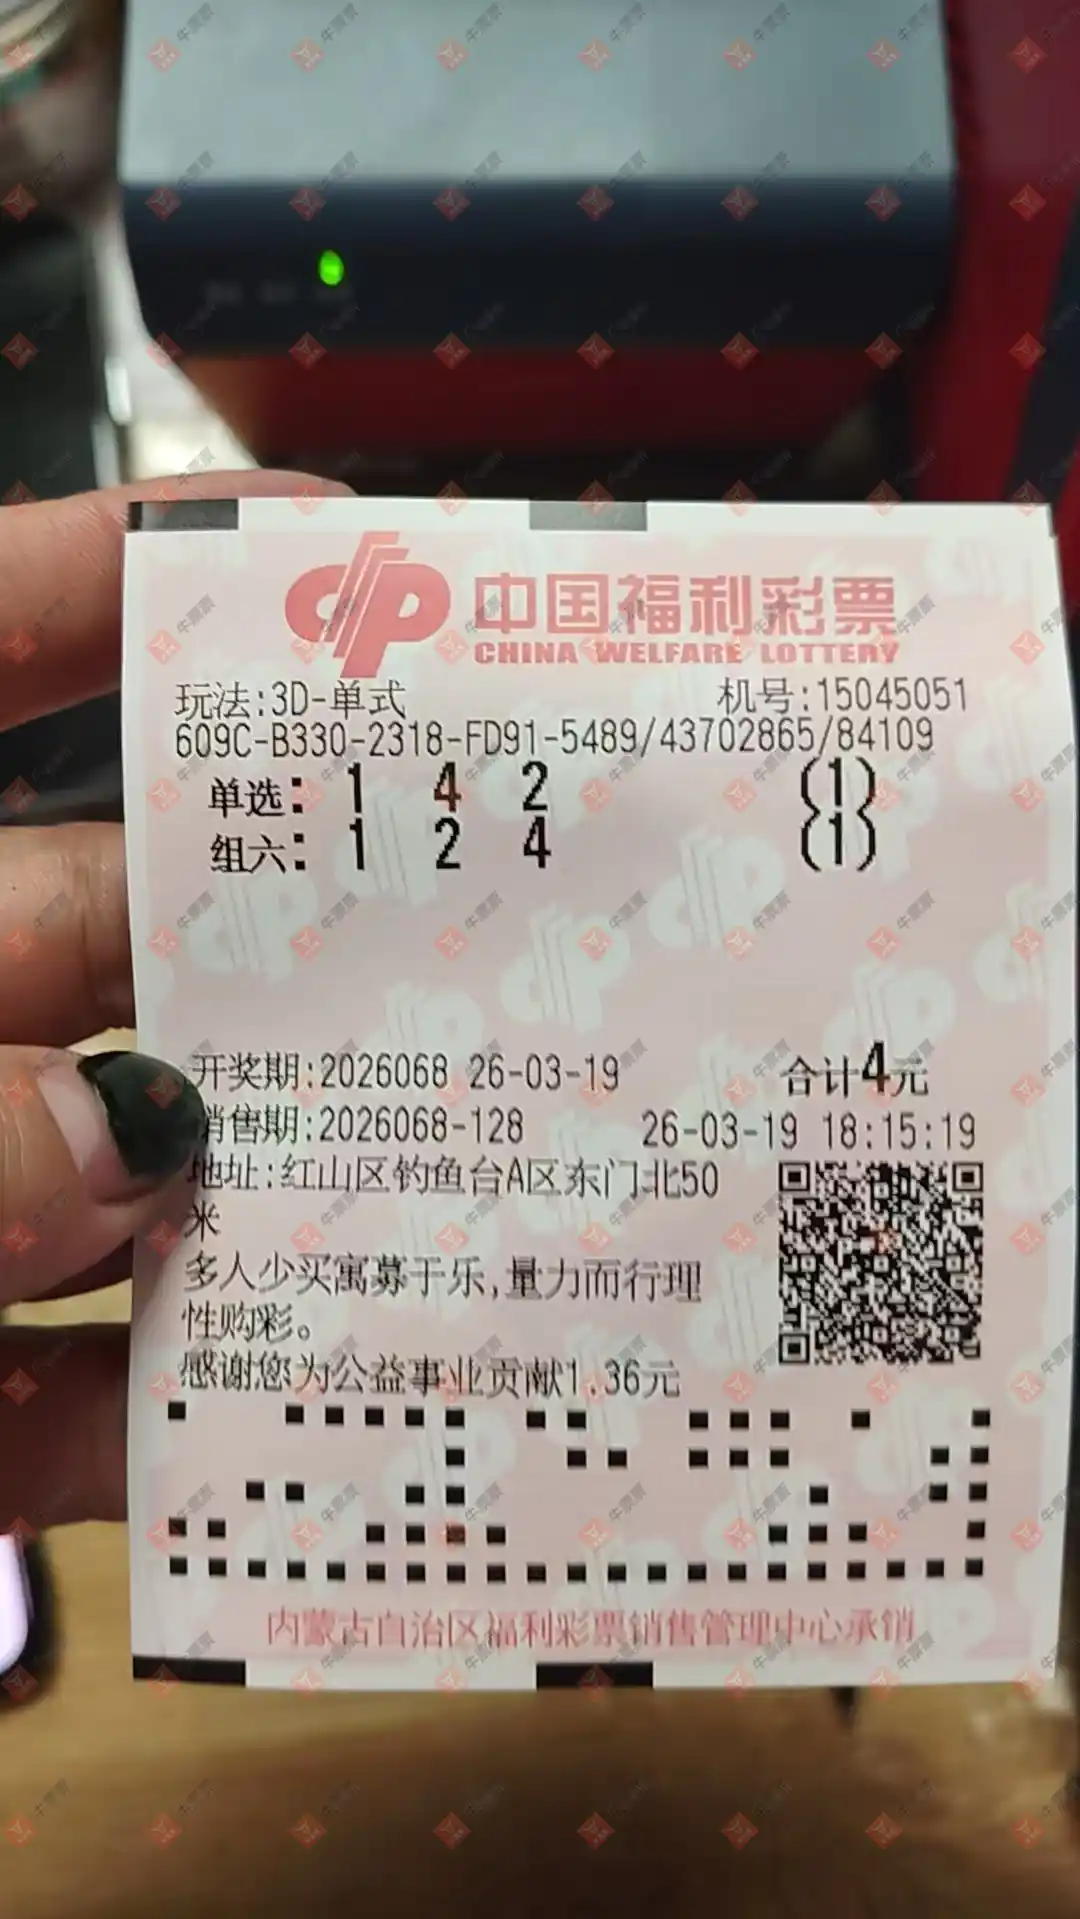 中国福利彩票
CHINA WELFARE LOTTERY
玩法:3D-单式 机号:15045051
609C-B330-2318-FD91-5489/43702865/84109
单选: 1 4 2 (1)
组六: 1 2 4 (1)
开奖期:2026068 26-03-19 合计4元
销售期:2026068-128 26-03-19 18:15:19
地址:红山区钓鱼台A区东门北50
米
多人少买寓募于乐,量力而行理
性购彩。
感谢您为公益事业贡献1.36元
内蒙古自治区福利彩票销售管理中心承销
牛票票